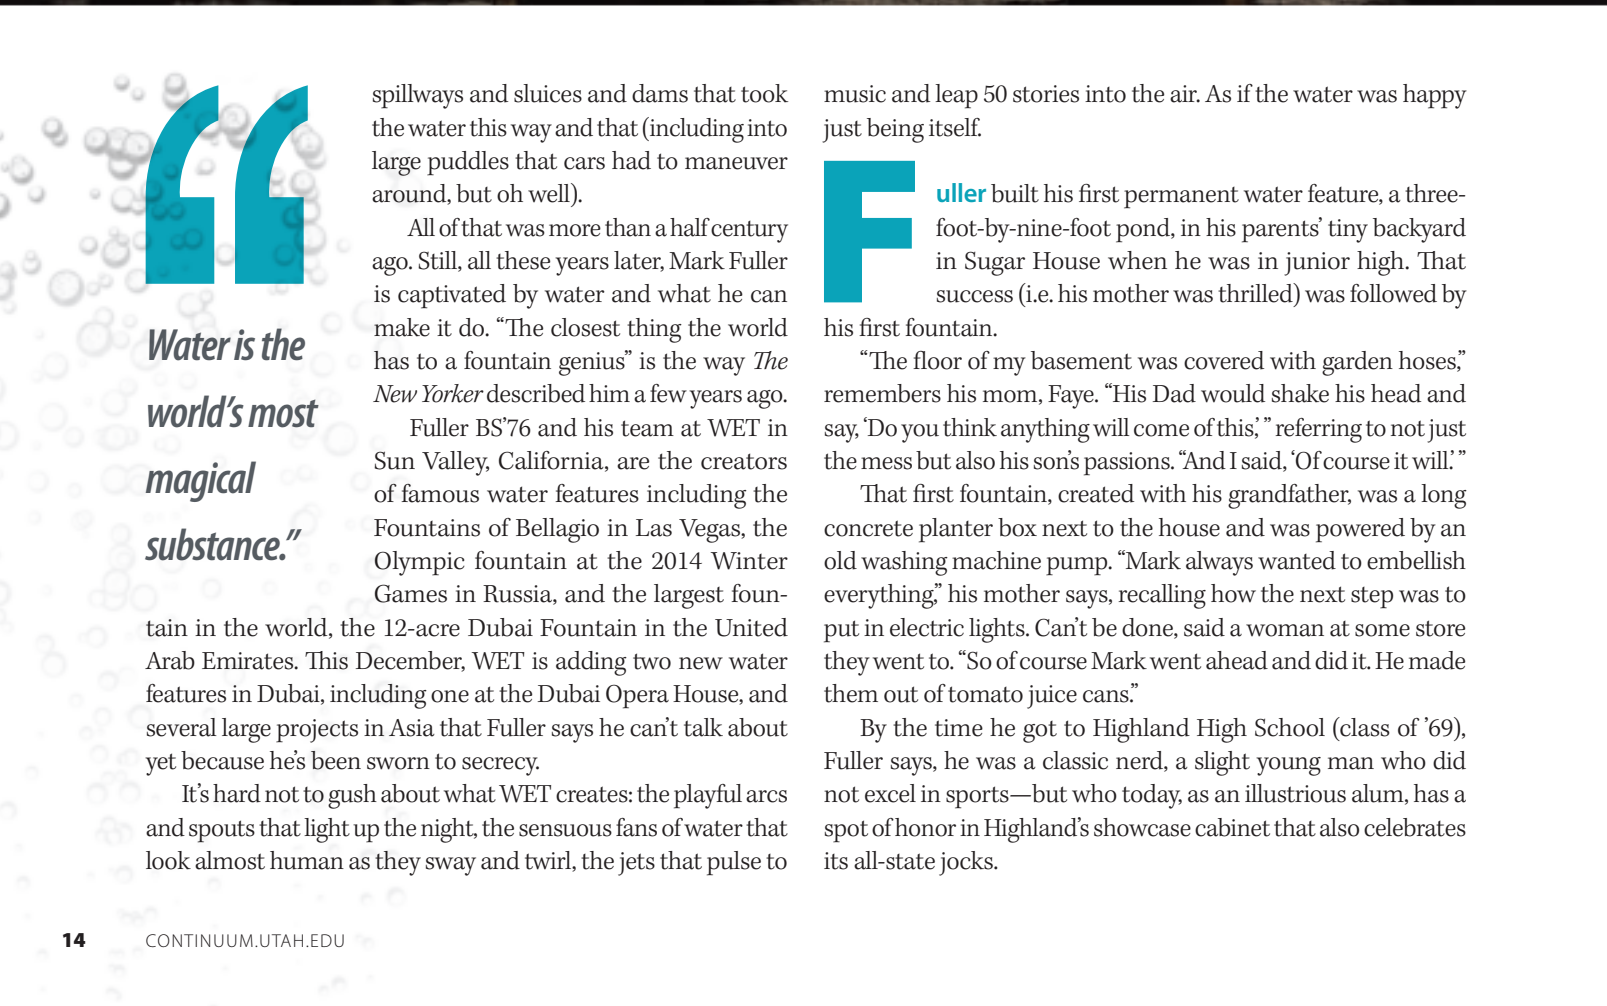 spillways and sluices and dams that took
the water this way and that (including into
large puddles that cars had to maneuver
around, but oh well).
All of that was more than a half century
ago. Still, all these years later, Mark Fuller
is captivated by water and what he can
make it do. “The closest thing the world
has to a fountain genius” is the way The
New Yorker described him a few years ago.
Fuller BS’76 and his team at WET in
Sun Valley, California, are the creators
of famous water features including the
Fountains of Bellagio in Las Vegas, the
Olympic fountain at the 2014 Winter
Games in Russia, and the largest foun-
tain in the world, the 12-acre Dubai Fountain in the United
Arab Emirates. This December, WET is adding two new water
features in Dubai, including one at the Dubai Opera House, and
several large projects in Asia that Fuller says he can’t talk about
yet because he’s been sworn to secrecy.
It’s hard not to gush about what WET creates: the playful arcs
and spouts that light up the night, the sensuous fans of water that
look almost human as they sway and twirl, the jets that pulse to
“
Water is the
world’s most
magical
substance.”
music and leap 50 stories into the air. As if the water was happy
just being itself.
Fuller built his first permanent water feature, a three-
foot-by-nine-foot pond, in his parents’ tiny backyard
in Sugar House when he was in junior high. That
success (i.e. his mother was thrilled) was followed by
his first fountain.
“The floor of my basement was covered with garden hoses,”
remembers his mom, Faye. “His Dad would shake his head and
say, ‘Do you think anything will come of this,’ ” referring to not just
the mess but also his son’s passions. “And I said, ‘Of course it will.’ ”
That first fountain, created with his grandfather, was a long
concrete planter box next to the house and was powered by an
old washing machine pump. “Mark always wanted to embellish
everything,” his mother says, recalling how the next step was to
put in electric lights. Can’t be done, said a woman at some store
they went to. “So of course Mark went ahead and did it. He made
them out of tomato juice cans.”
By the time he got to Highland High School (class of ’69),
Fuller says, he was a classic nerd, a slight young man who did
not excel in sports—but who today, as an illustrious alum, has a
spot of honor in Highland’s showcase cabinet that also celebrates
its all-state jocks.
14 CONTINUUM.UTAH.EDU